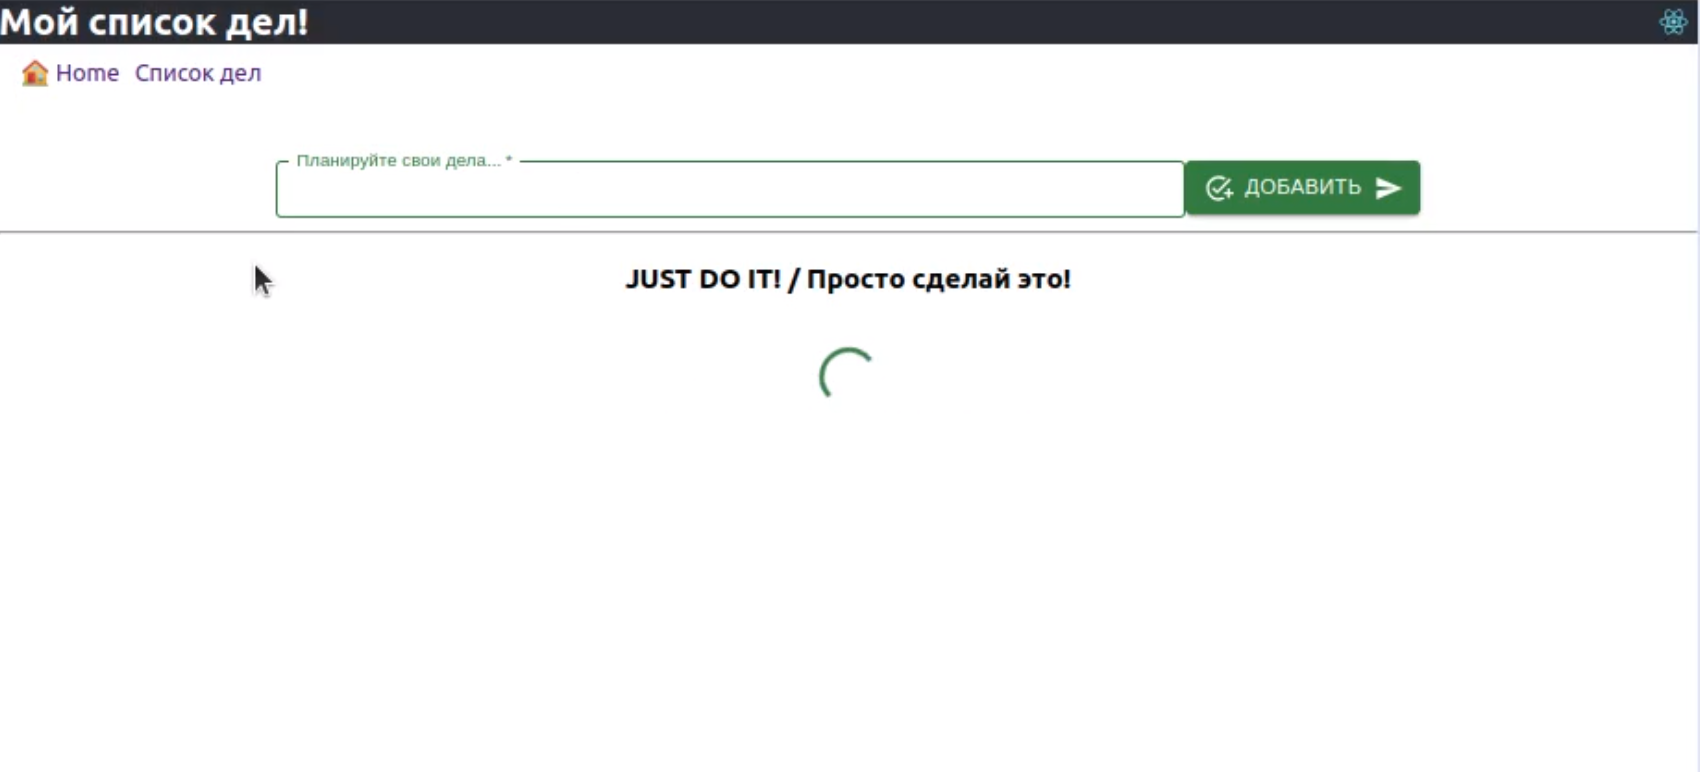 Мой список дел!
Home Список дел
Планируйте свои дела... *
ДОБАВИТЬ
JUST DO IT! / Просто сделай это!